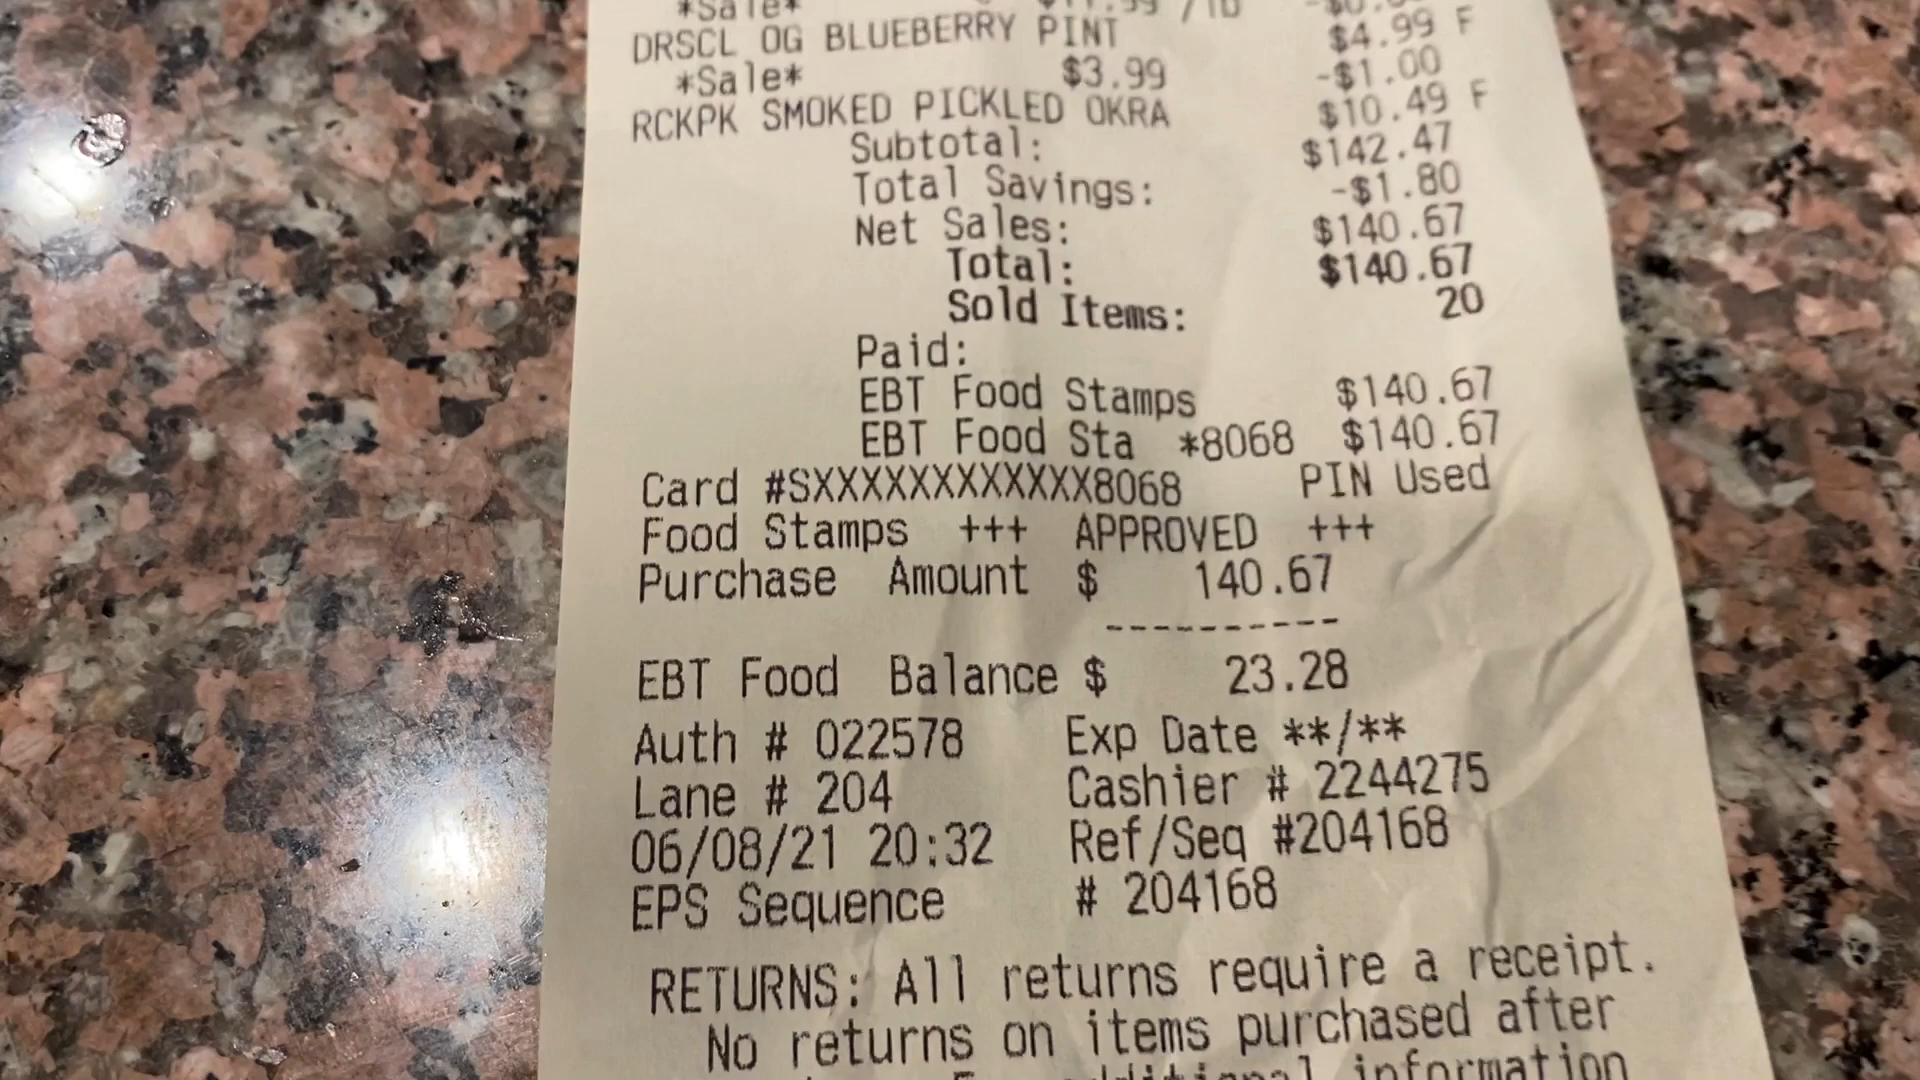 *Sale*
DRSCL OG BLUEBERRY PINT $4.99 F
*Sale* $3.99 -$1.00
RCKPK SMOKED PICKLED OKRA $10.49 F
Subtotal: $142.47
Total Savings: -$1.80
Net Sales: $140.67
Total: $140.67
Sold Items: 20
Paid:
EBT Food Stamps $140.67
EBT Food Sta *8068 $140.67
Card #SXXXXXXXXXXXX8068 PIN Used
Food Stamps +++ APPROVED +++
Purchase Amount $ 140.67
----------
EBT Food Balance $ 23.28
Auth # 022578 Exp Date **/**
Lane # 204 Cashier # 2244275
06/08/21 20:32 Ref/Seq #204168
EPS Sequence # 204168
RETURNS: All returns require a receipt.
No returns on items purchased after
information